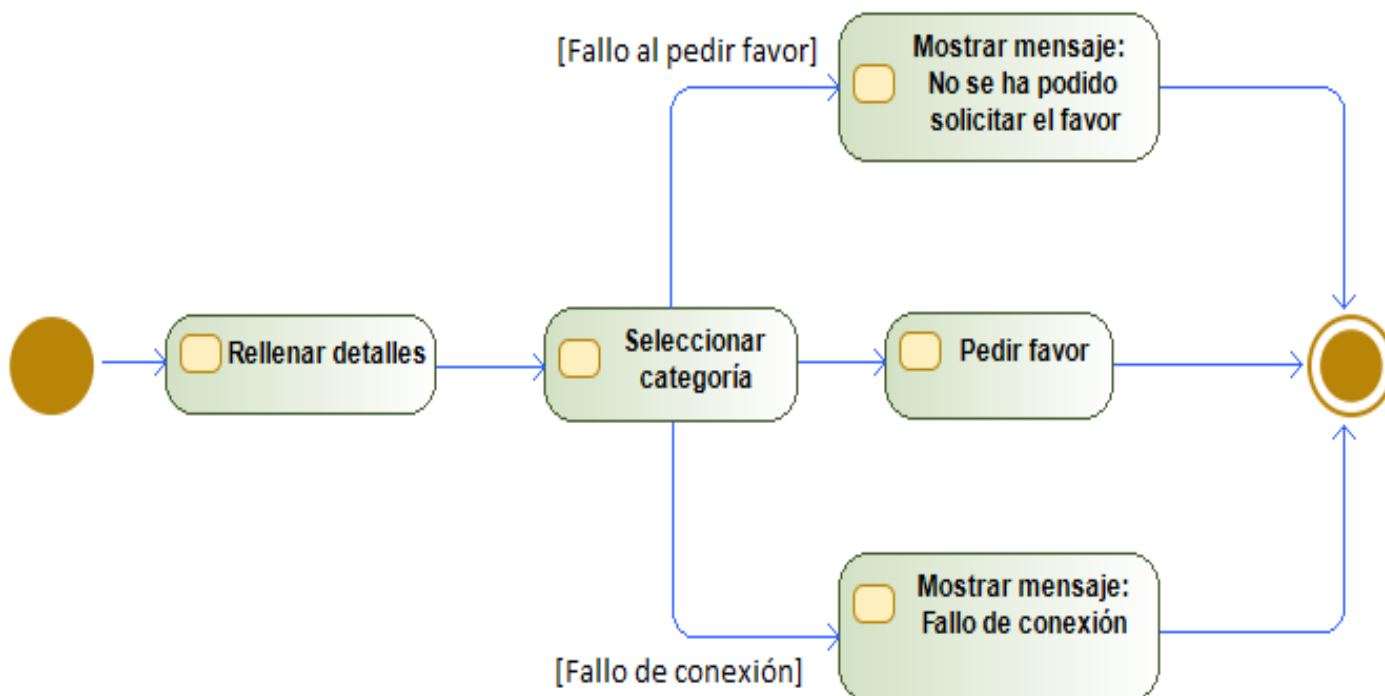 [Fallo al pedir favor]
Mostrar mensaje:
No se ha podido
solicitar el favor
Rellenar detalles
Seleccionar
categoría
Pedir favor
Mostrar mensaje:
Fallo de conexión
[Fallo de conexión]